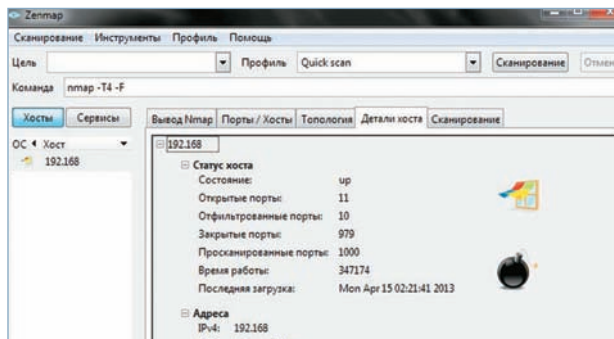 Zenmap
Сканирование Инструменты Профиль Помощь
Цель Профиль Quick scan Сканирование Отмен
Команда nmap -T4 -F
Хосты Сервисы
Вывод Nmap Порты / Хосты Топология Детали хоста Сканирование
ОС Хост
192.168
192.168
Статус хоста
Состояние: up
Открытые порты: 11
Отфильтрованные порты: 10
Закрытые порты: 979
Просканированные порты: 1000
Время работы: 347174
Последняя загрузка: Mon Apr 15 02:21:41 2013
Адреса
IPv4: 192.168